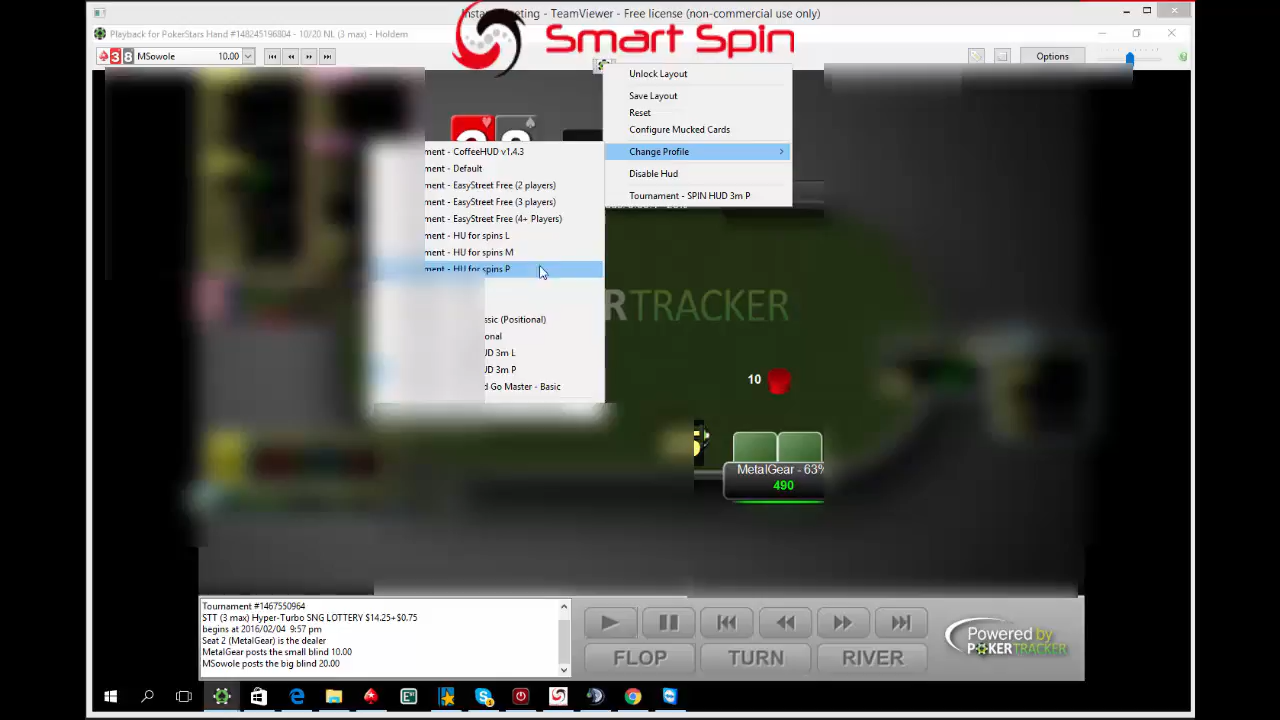 Insta eeting - TeamViewer - Free license (non-commercial use only)
Playback for PokerStars Hand #148245196804 - 10/20 NL (3 max) - Holdem
Smart Spin
38 MSowole 10.00
Options
Unlock Layout
Save Layout
Reset
Configure Mucked Cards
Change Profile
Disable Hud
Tournament - SPIN HUD 3m P
ment - CoffeeHUD v1.4.3
ment - Default
ment - EasyStreet Free (2 players)
ment - EasyStreet Free (3 players)
ment - EasyStreet Free (4+ Players)
ment - HU for spins L
ment - HU for spins M
ment - HU for spins P
ssic (Positional)
onal
UD 3m L
UD 3m P
d Go Master - Basic
RTRACKER
10
MetalGear - 63%
490
Tournament #1467550964
STT (3 max) Hyper-Turbo SNG LOTTERY $14.25+$0.75
begins at 2016/02/04 9:57 pm
Seat 2 (MetalGear) is the dealer
MetalGear posts the small blind 10.00
MSowole posts the big blind 20.00
FLOP TURN RIVER
Powered by
POKERTRACKER